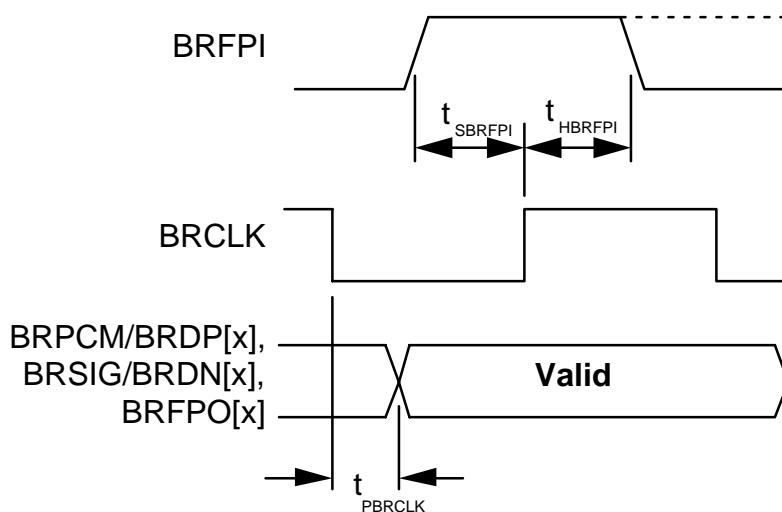 BRFPI
t SBRFPI t HBRFPI
BRCLK
BRPCM/BRDP[x],
BRSIG/BRDN[x],
BRFPO[x]
Valid
t PBRCLK